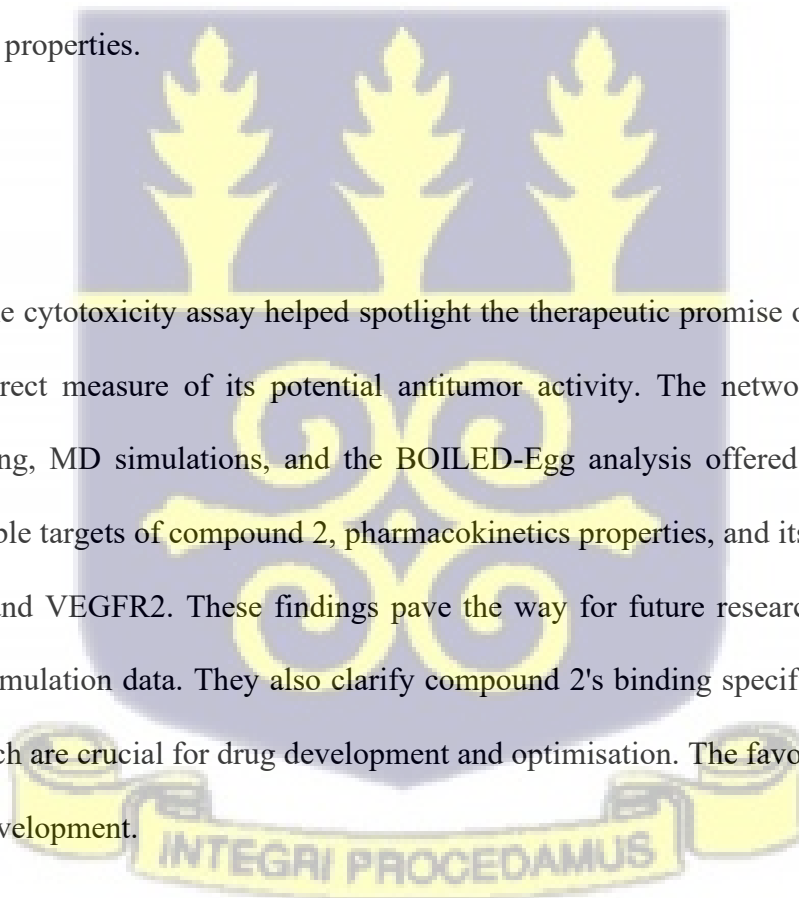 properties.
e cytotoxicity assay helped spotlight the therapeutic promise
rect measure of its potential antitumor activity. The netwo
ng, MD simulations, and the BOILED-Egg analysis offered
ble targets of compound 2, pharmacokinetics properties, and its
and VEGFR2. These findings pave the way for future researc
mulation data. They also clarify compound 2's binding specif
ch are crucial for drug development and optimisation. The favo
velopment.
INTEGRI PROCEDAMUS